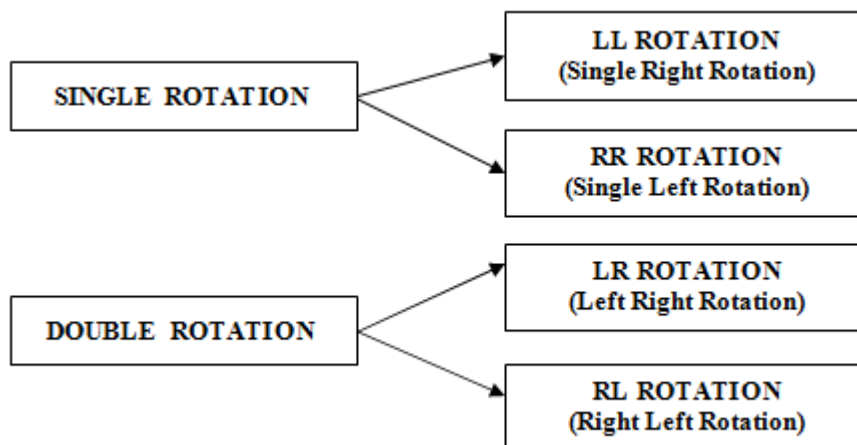 SINGLE ROTATION
LL ROTATION
(Single Right Rotation)
RR ROTATION
(Single Left Rotation)
DOUBLE ROTATION
LR ROTATION
(Left Right Rotation)
RL ROTATION
(Right Left Rotation)